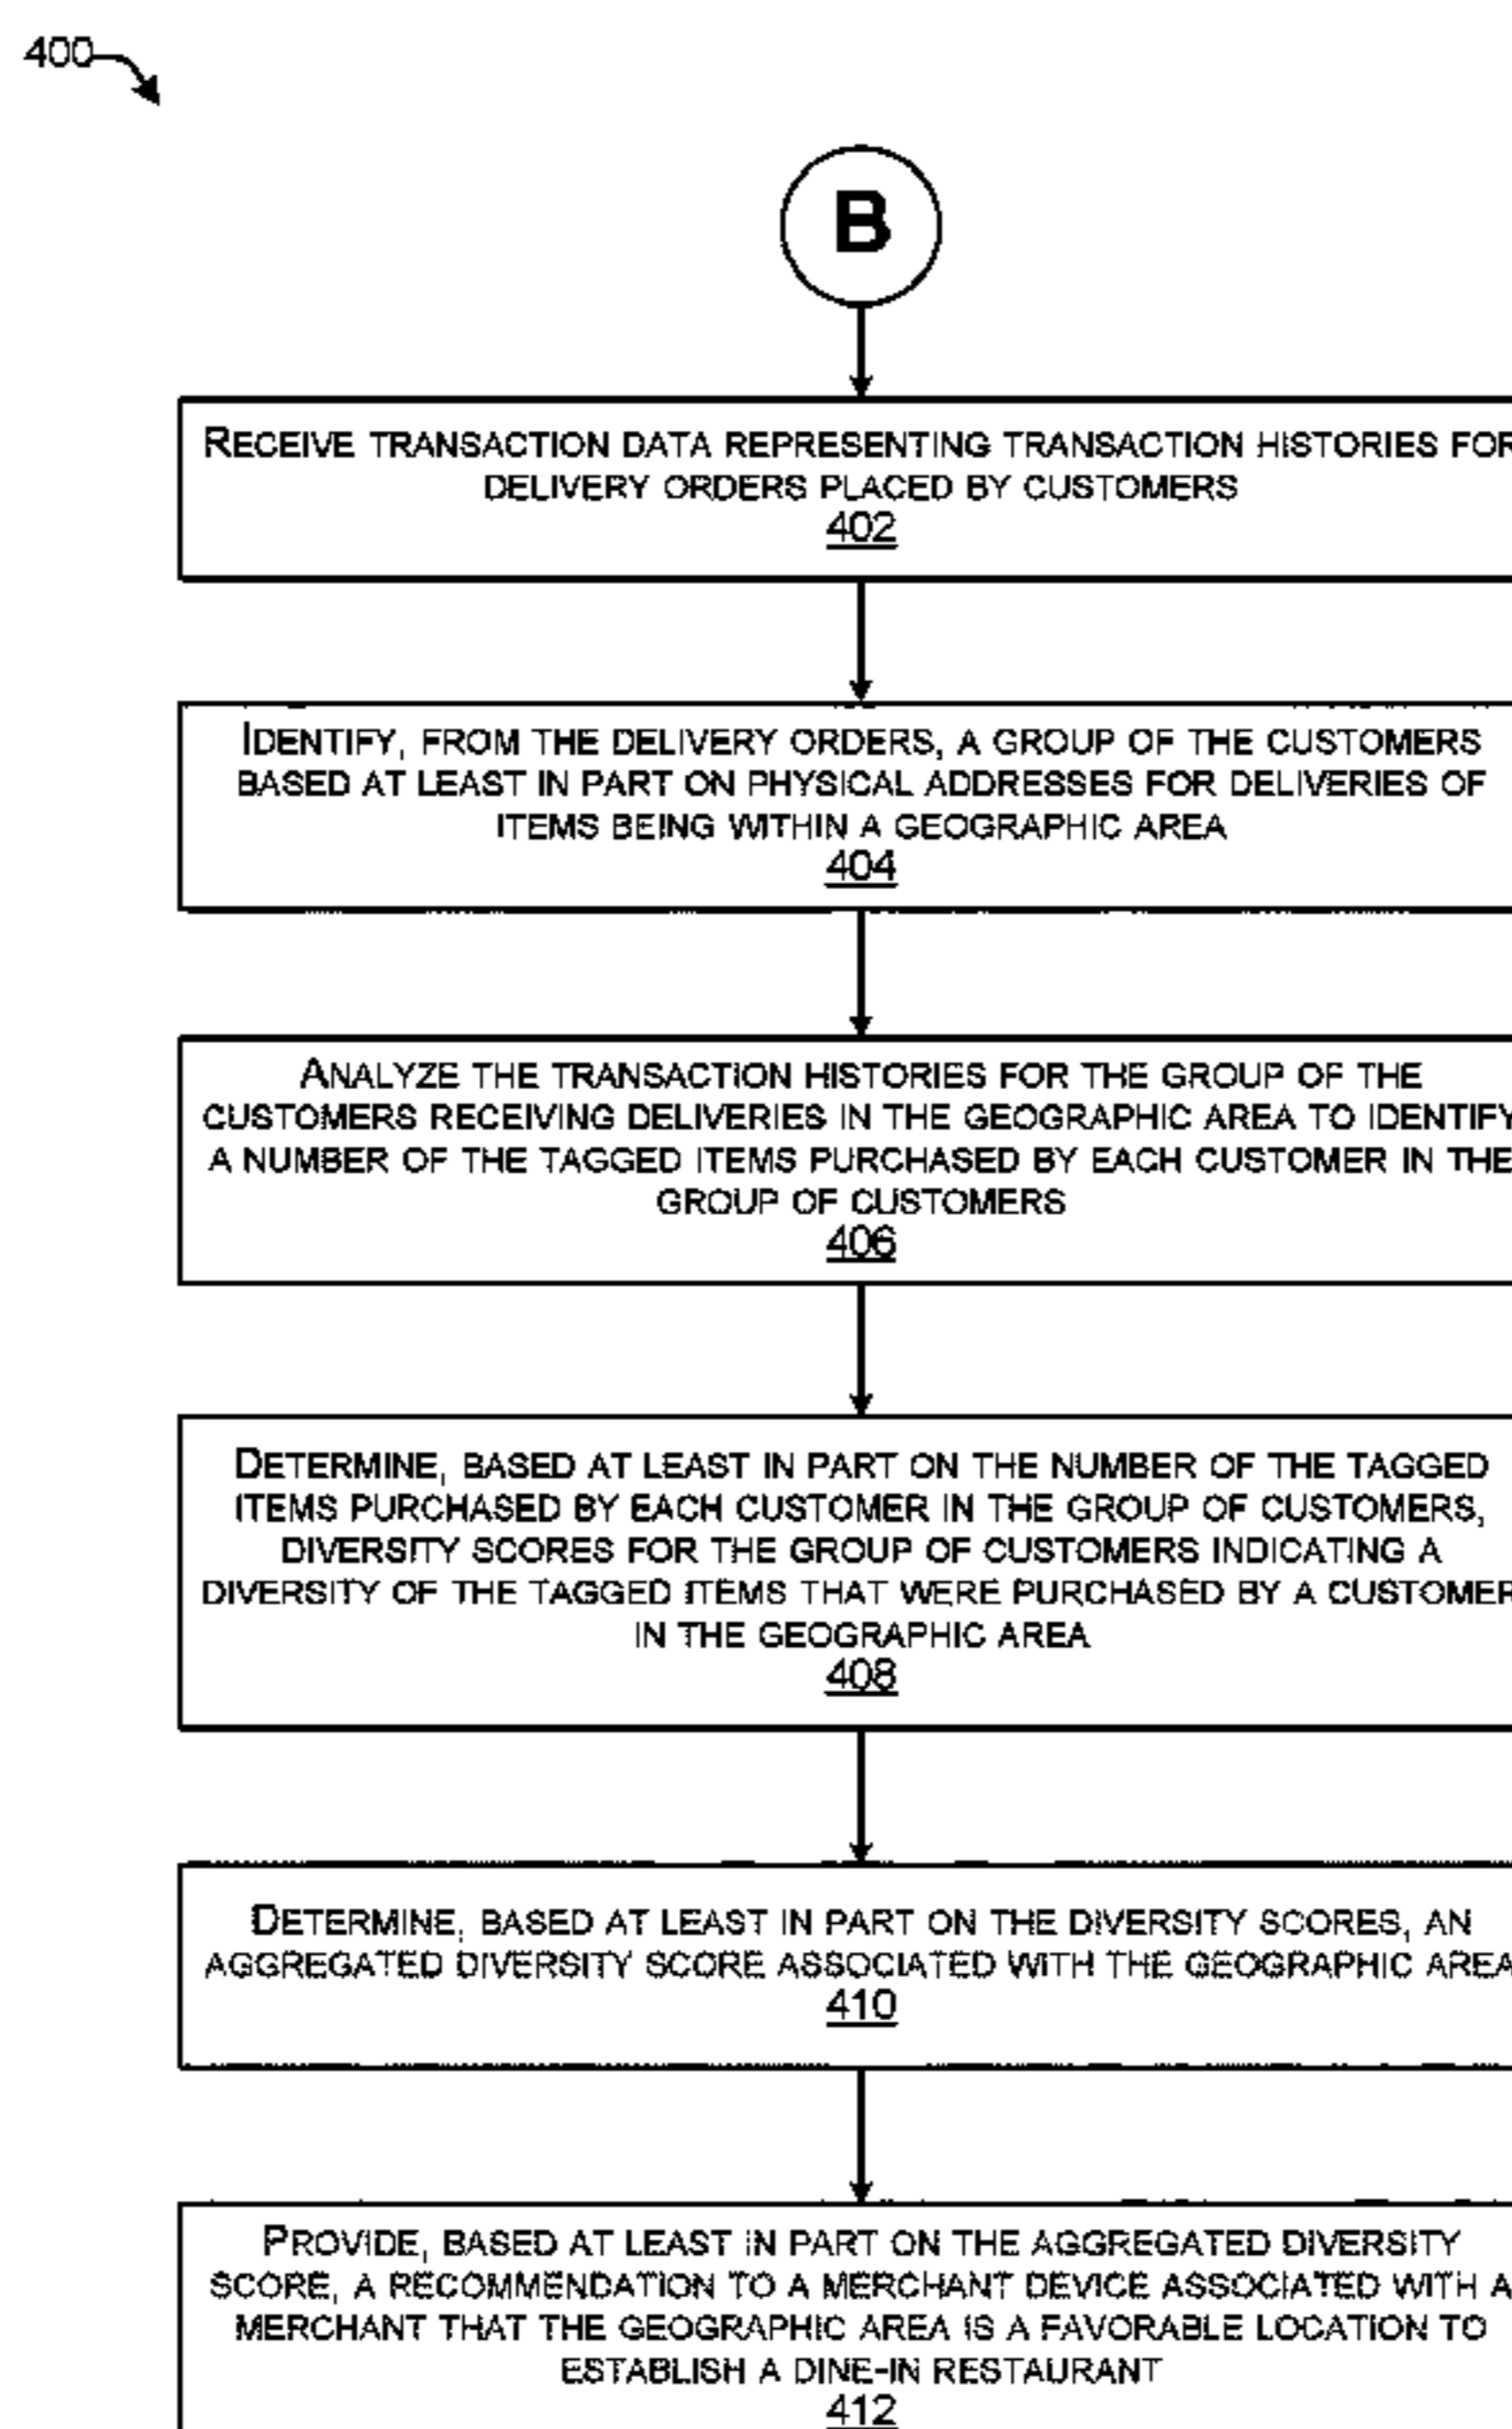 400
B
RECEIVE TRANSACTION DATA REPRESENTING TRANSACTION HISTORIES FOR
DELIVERY ORDERS PLACED BY CUSTOMERS
402
IDENTIFY, FROM THE DELIVERY ORDERS, A GROUP OF THE CUSTOMERS
BASED AT LEAST IN PART ON PHYSICAL ADDRESSES FOR DELIVERIES OF
ITEMS BEING WITHIN A GEOGRAPHIC AREA
404
ANALYZE THE TRANSACTION HISTORIES FOR THE GROUP OF THE
CUSTOMERS RECEIVING DELIVERIES IN THE GEOGRAPHIC AREA TO IDENTIFY
A NUMBER OF THE TAGGED ITEMS PURCHASED BY EACH CUSTOMER IN THE
GROUP OF CUSTOMERS
406
DETERMINE, BASED AT LEAST IN PART ON THE NUMBER OF THE TAGGED
ITEMS PURCHASED BY EACH CUSTOMER IN THE GROUP OF CUSTOMERS,
DIVERSITY SCORES FOR THE GROUP OF CUSTOMERS INDICATING A
DIVERSITY OF THE TAGGED ITEMS THAT WERE PURCHASED BY A CUSTOMER
IN THE GEOGRAPHIC AREA
408
DETERMINE, BASED AT LEAST IN PART ON THE DIVERSITY SCORES, AN
AGGREGATED DIVERSITY SCORE ASSOCIATED WITH THE GEOGRAPHIC AREA
410
PROVIDE, BASED AT LEAST IN PART ON THE AGGREGATED DIVERSITY
SCORE, A RECOMMENDATION TO A MERCHANT DEVICE ASSOCIATED WITH A
MERCHANT THAT THE GEOGRAPHIC AREA IS A FAVORABLE LOCATION TO
ESTABLISH A DINE-IN RESTAURANT
412